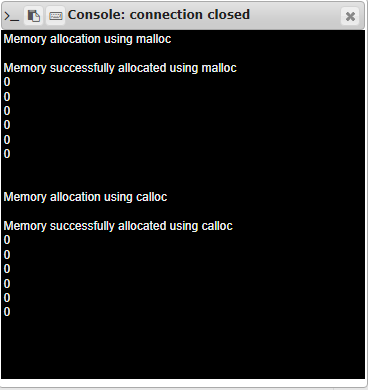 Console: connection closed
Memory allocation using malloc
Memory successfully allocated using malloc
0
0
0
0
0
0
Memory allocation using calloc
Memory successfully allocated using calloc
0
0
0
0
0
0